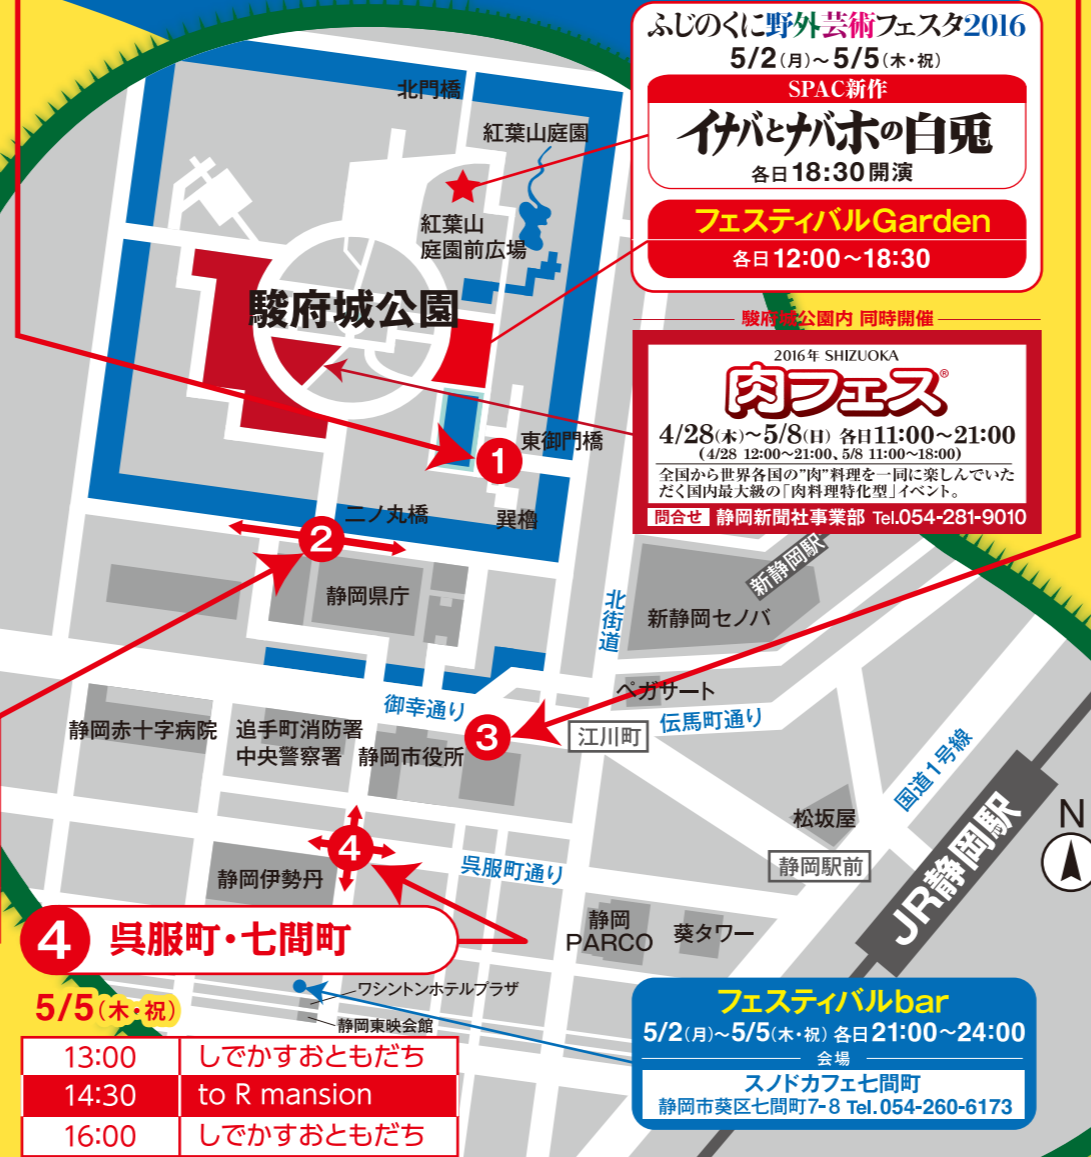 ふじのくに野外芸術フェスタ2016
5/2(月)～5/5(木・祝)
SPAC新作
イナバとナバホの白兎
各日18:30開演
フェスティバルGarden
各日12:00～18:30
駿府城公園内 同時開催
2016年 SHIZUOKA
肉フェス®
4/28(木)～5/8(日) 各日11:00～21:00
(4/28 12:00～21:00、5/8 11:00～18:00)
全国から世界各国の"肉"料理を一同に楽しんでいた
だく国内最大級の「肉料理特化型」イベント。
問合せ 静岡新聞社事業部 Tel.054-281-9010
北門橋
紅葉山庭園
紅葉山
庭園前広場
駿府城公園
1
東御門橋
巽櫓
二ノ丸橋
2
静岡県庁
北街道
新静岡駅
新静岡セノバ
ペガサート
御幸通り
伝馬町通り
3
江川町
静岡赤十字病院
追手町消防署
中央警察署
静岡市役所
国道1号線
松坂屋
静岡駅前
JR静岡駅
N
4
呉服町通り
静岡伊勢丹
静岡
PARCO
葵タワー
4 呉服町・七間町
ワシントンホテルプラザ
静岡東映会館
5/5(木・祝)
13:00 しでかすおともだち
14:30 to R mansion
16:00 しでかすおともだち
フェスティバルbar
5/2(月)～5/5(木・祝) 各日21:00～24:00
会場
スノドカフェ七間町
静岡市葵区七間町7-8 Tel.054-260-6173